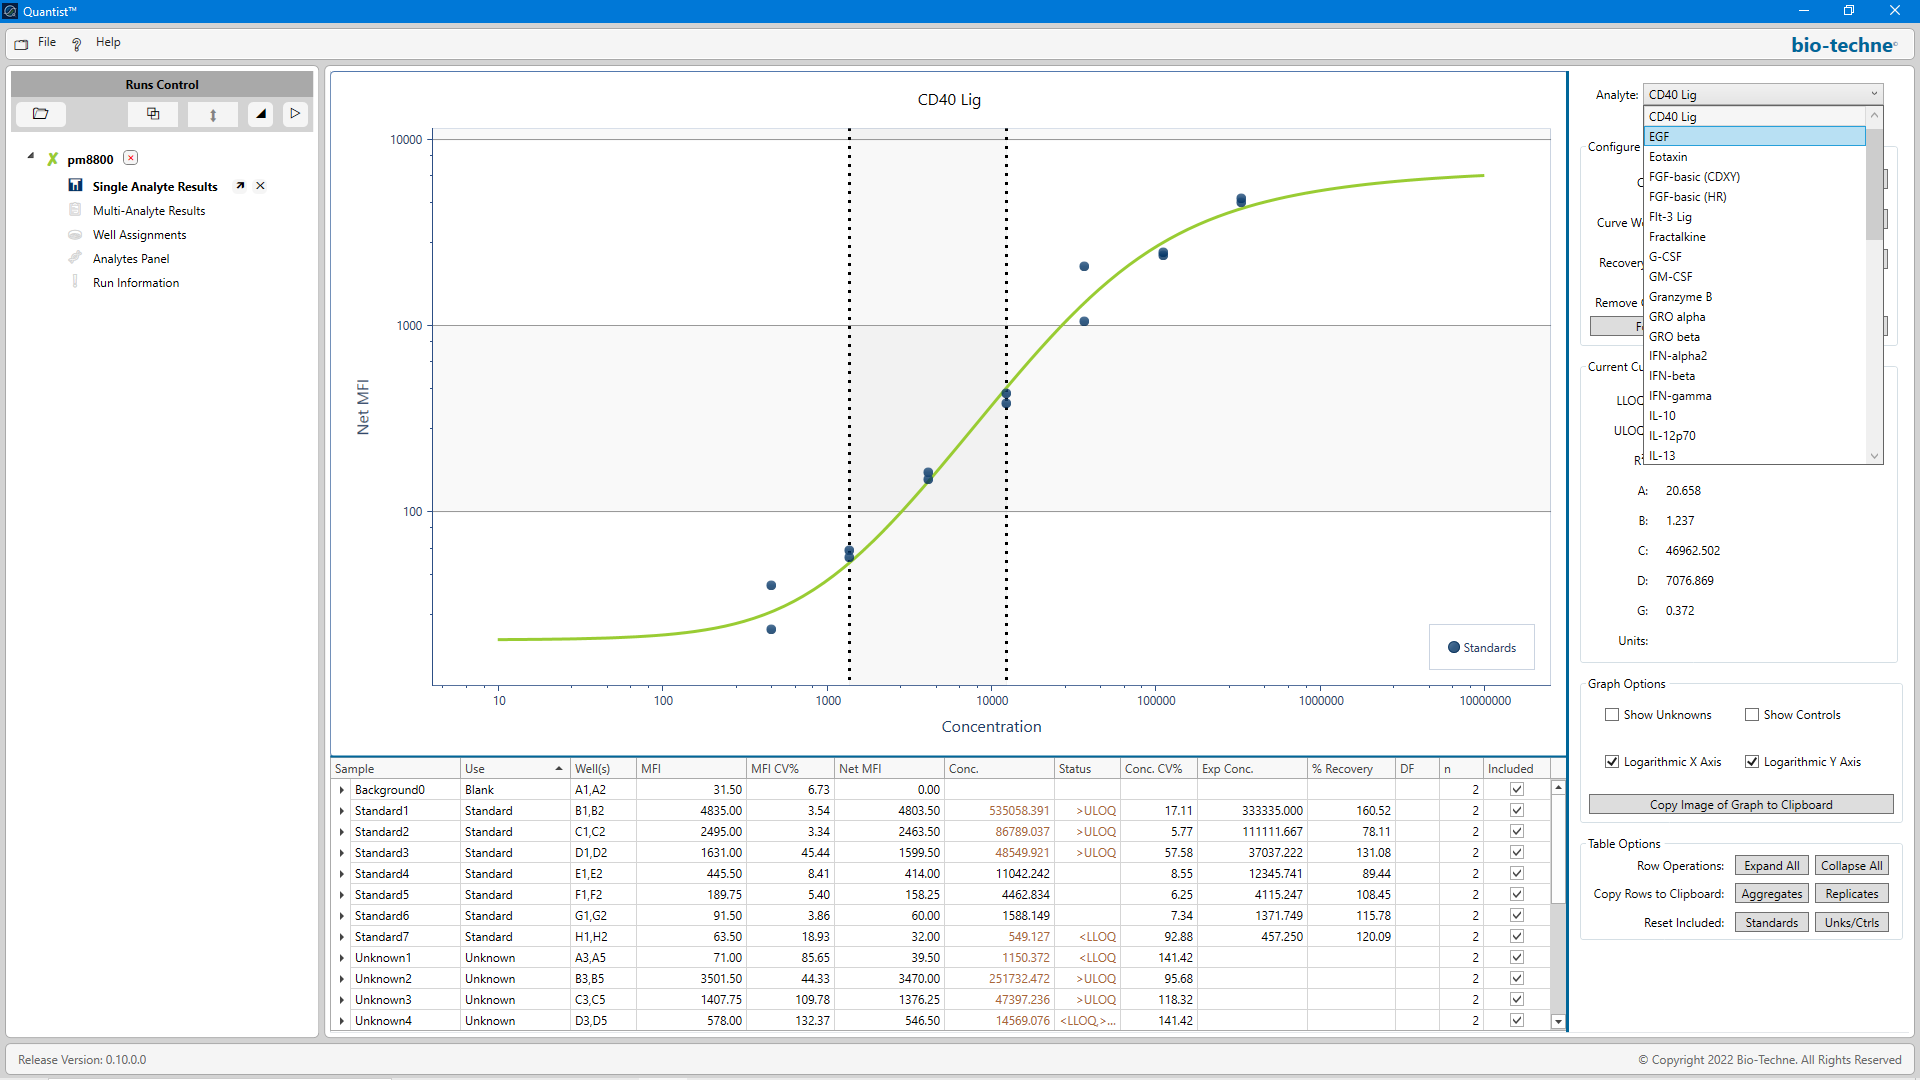 Quantist™
File Help
bio-techne
Runs Control
pm8800
Single Analyte Results
Multi-Analyte Results
Well Assignments
Analytes Panel
Run Information
CD40 Lig
Net MFI
10000
1000
100
10 100 1000 10000 100000 1000000 10000000
Concentration
Standards
Sample Use Well(s) MFI MFI CV% Net MFI Conc. Status Conc. CV% Exp Conc. % Recovery DF n Included
Background0 Blank A1,A2 31.50 6.73 0.00 2
Standard1 Standard B1,B2 4835.00 3.54 4803.50 535058.391 >ULOQ 17.11 333335.000 160.52 2
Standard2 Standard C1,C2 2495.00 3.34 2463.50 86789.037 >ULOQ 5.77 111111.667 78.11 2
Standard3 Standard D1,D2 1631.00 45.44 1599.50 48549.921 >ULOQ 57.58 37037.222 131.08 2
Standard4 Standard E1,E2 445.50 8.41 414.00 11042.242 8.55 12345.741 89.44 2
Standard5 Standard F1,F2 189.75 5.40 158.25 4462.834 6.25 4115.247 108.45 2
Standard6 Standard G1,G2 91.50 3.86 60.00 1588.149 7.34 1371.749 115.78 2
Standard7 Standard H1,H2 63.50 18.93 32.00 549.127 <LLOQ 92.88 457.250 120.09 2
Unknown1 Unknown A3,A5 71.00 85.65 39.50 1150.372 <LLOQ 141.42 2
Unknown2 Unknown B3,B5 3501.50 44.33 3470.00 251732.472 >ULOQ 95.68 2
Unknown3 Unknown C3,C5 1407.75 109.78 1376.25 47397.236 >ULOQ 118.32 2
Unknown4 Unknown D3,D5 578.00 132.37 546.50 14569.076 <LLOQ,>... 141.42 2
Analyte: CD40 Lig
CD40 Lig
EGF
Eotaxin
FGF-basic (CDXY)
FGF-basic (HR)
Flt-3 Lig
Fractalkine
G-CSF
GM-CSF
Granzyme B
GRO alpha
GRO beta
IFN-alpha2
IFN-beta
IFN-gamma
IL-10
IL-12p70
IL-13
Configure
Recovery
Remove
A: 20.658
B: 1.237
C: 46962.502
D: 7076.869
G: 0.372
Units:
Graph Options
Show Unknowns Show Controls
Logarithmic X Axis Logarithmic Y Axis
Copy Image of Graph to Clipboard
Table Options
Row Operations: Expand All Collapse All
Copy Rows to Clipboard: Aggregates Replicates
Reset Included: Standards Unks/Ctrls
Release Version: 0.10.0.0
© Copyright 2022 Bio-Techne. All Rights Reserved